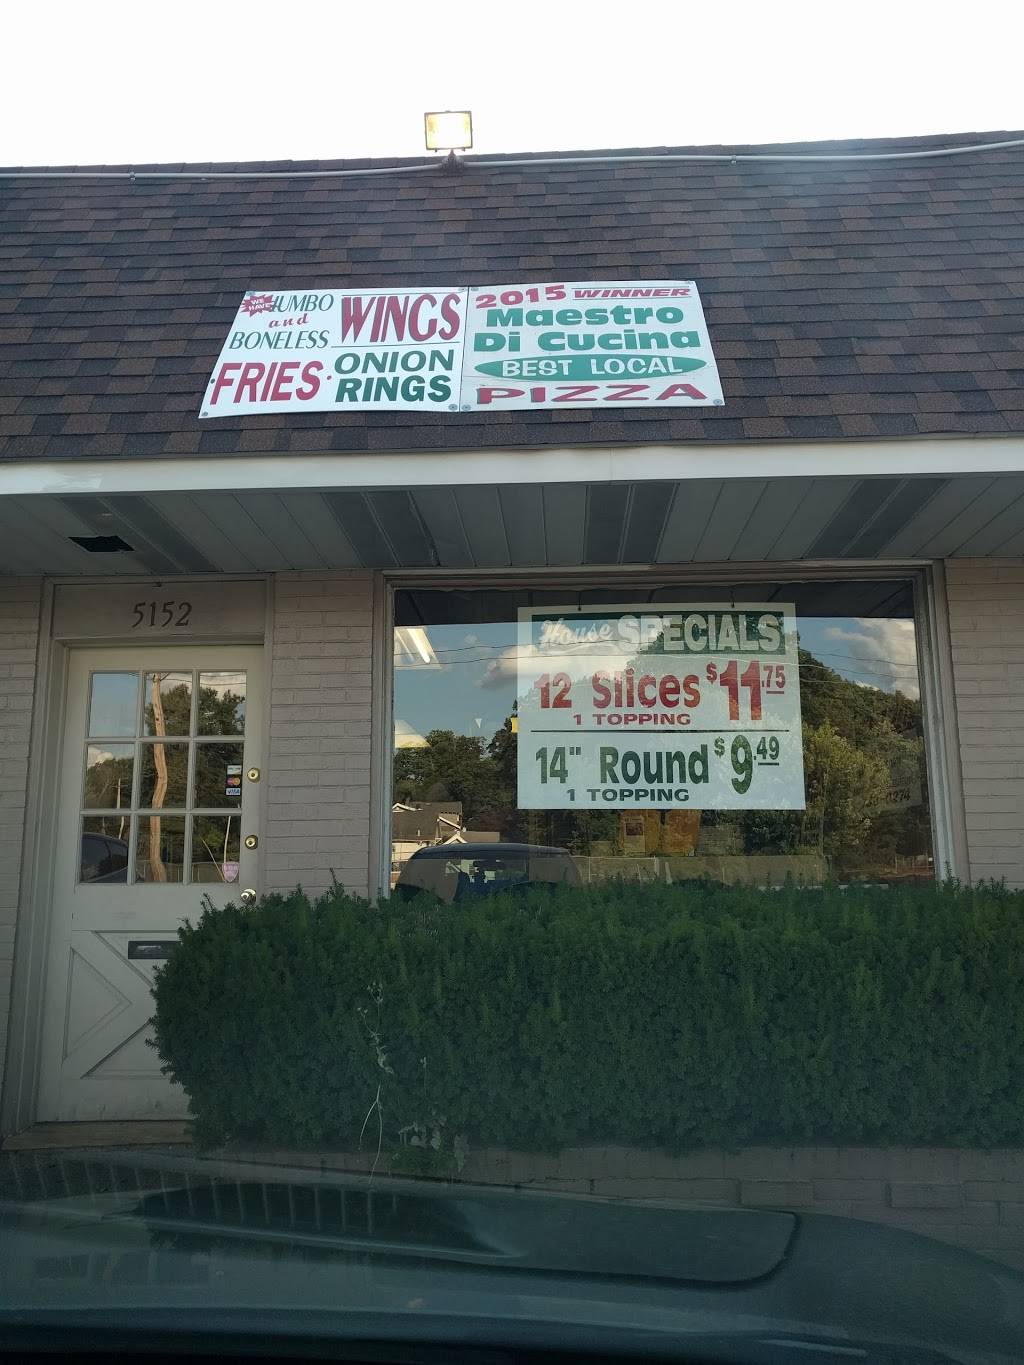 WE HAVE
JUMBO
and
BONELESS
WINGS
FRIES
ONION
RINGS
2015 WINNER
Maestro
Di Cucina
BEST LOCAL
PIZZA
5152
House SPECIALS
12 Slices $11.75
1 TOPPING
14" Round $9.49
1 TOPPING
VISA